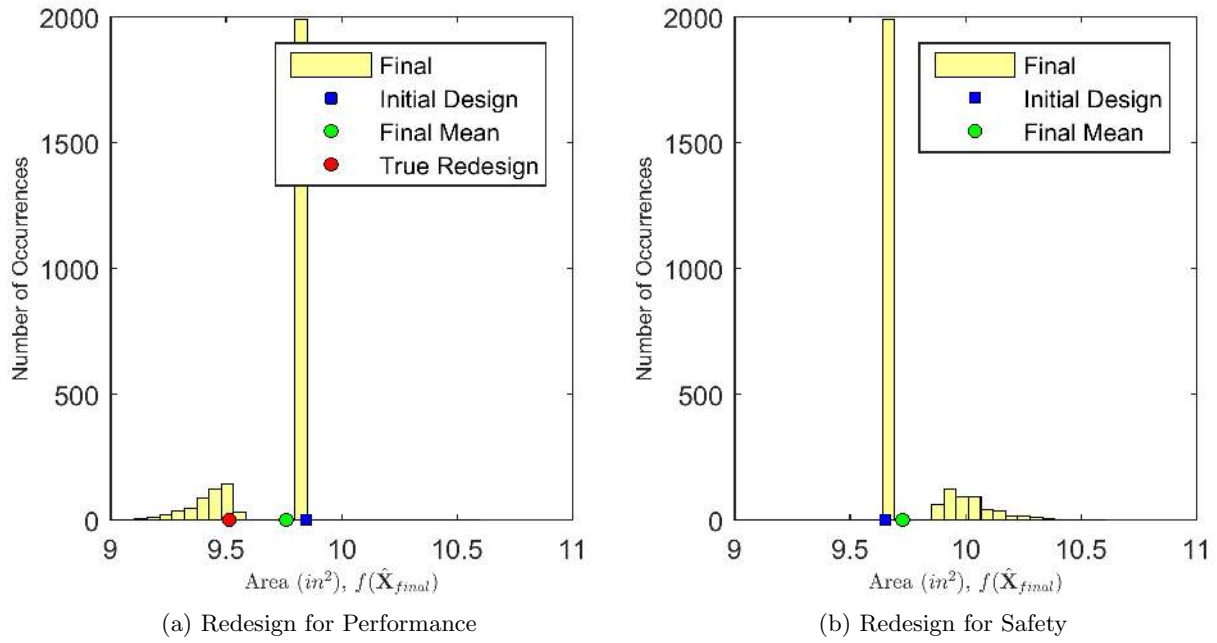 2000
1500
1000
500
0
Number of Occurrences
Final
Initial Design
Final Mean
True Redesign
9 9.5 10 10.5 11
Area (in²), f(X̂_final)
(a) Redesign for Performance
2000
1500
1000
500
0
Number of Occurrences
Final
Initial Design
Final Mean
9 9.5 10 10.5 11
Area (in²), f(X̂_final)
(b) Redesign for Safety